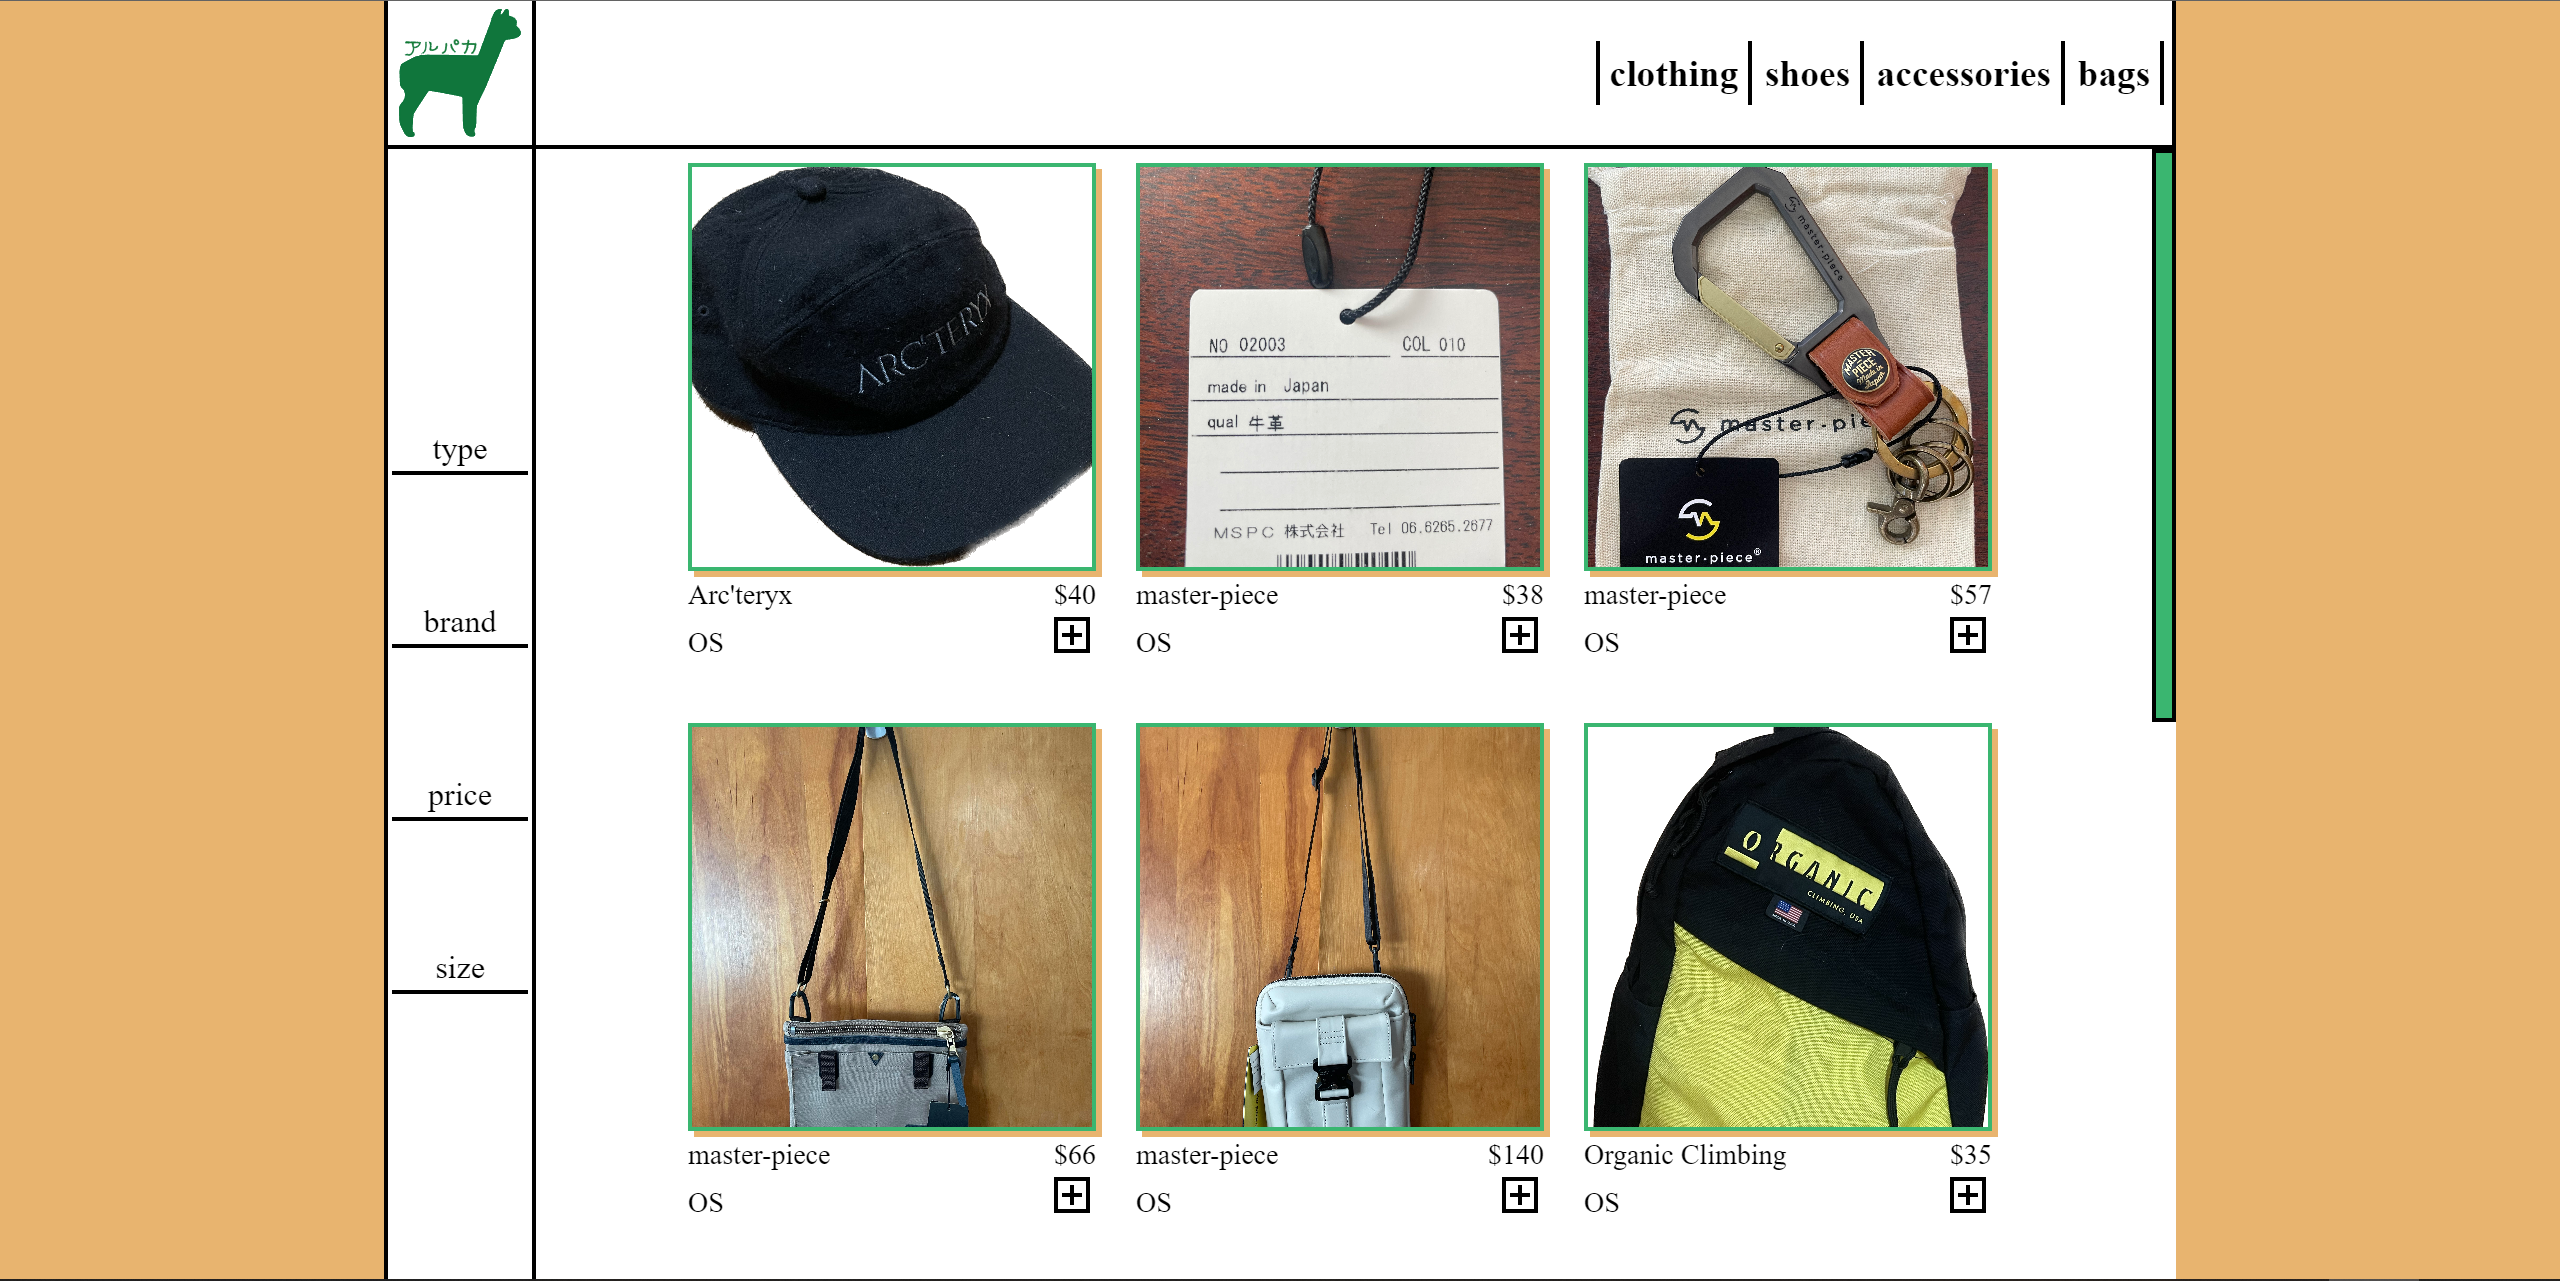 アルパカ
clothing
shoes
accessories
bags
type
brand
price
size
ARC'TERYX
Arc'teryx
$40
OS
NO 02003
COL 010
made in Japan
qual 牛革
MSPC 株式会社 Tel 06.6265.2677
master-piece
$38
OS
master-piece
MASTER
PIECE
Made in
Japan
master-pie
master-piece®
master-piece
$57
OS
master-piece
$66
OS
master-piece
$140
OS
ORGANIC
CLIMBING, USA
Organic Climbing
$35
OS